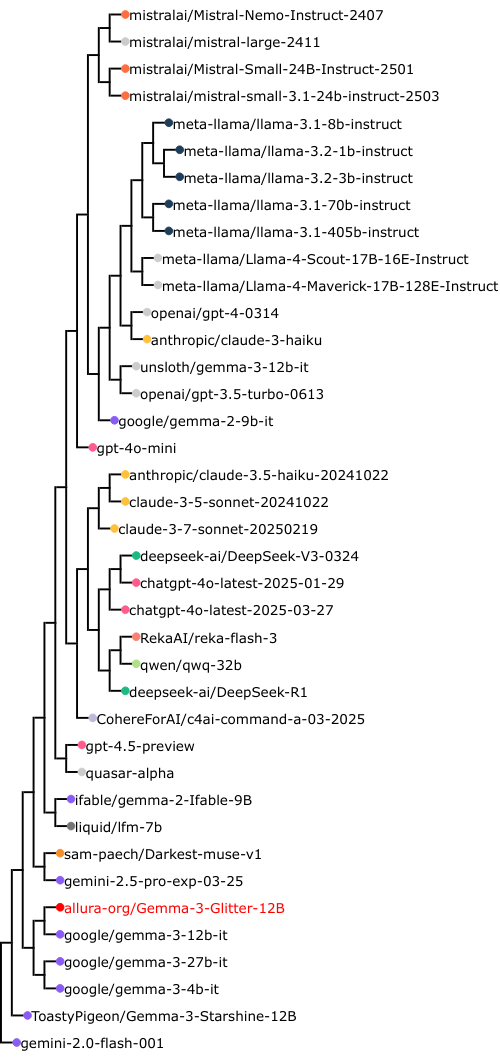 mistralai/Mistral-Nemo-Instruct-2407
mistralai/mistral-large-2411
mistralai/Mistral-Small-24B-Instruct-2501
mistralai/mistral-small-3.1-24b-instruct-2503
meta-llama/llama-3.1-8b-instruct
meta-llama/llama-3.2-1b-instruct
meta-llama/llama-3.2-3b-instruct
meta-llama/llama-3.1-70b-instruct
meta-llama/llama-3.1-405b-instruct
meta-llama/Llama-4-Scout-17B-16E-Instruct
meta-llama/Llama-4-Maverick-17B-128E-Instruct
openai/gpt-4-0314
anthropic/claude-3-haiku
unsloth/gemma-3-12b-it
openai/gpt-3.5-turbo-0613
google/gemma-2-9b-it
gpt-4o-mini
anthropic/claude-3.5-haiku-20241022
claude-3-5-sonnet-20241022
claude-3-7-sonnet-20250219
deepseek-ai/DeepSeek-V3-0324
chatgpt-4o-latest-2025-01-29
chatgpt-4o-latest-2025-03-27
RekaAI/reka-flash-3
qwen/qwq-32b
deepseek-ai/DeepSeek-R1
CohereForAI/c4ai-command-a-03-2025
gpt-4.5-preview
quasar-alpha
ifable/gemma-2-Ifable-9B
liquid/lfm-7b
sam-paech/Darkest-muse-v1
gemini-2.5-pro-exp-03-25
allura-org/Gemma-3-Glitter-12B
google/gemma-3-12b-it
google/gemma-3-27b-it
google/gemma-3-4b-it
ToastyPigeon/Gemma-3-Starshine-12B
gemini-2.0-flash-001